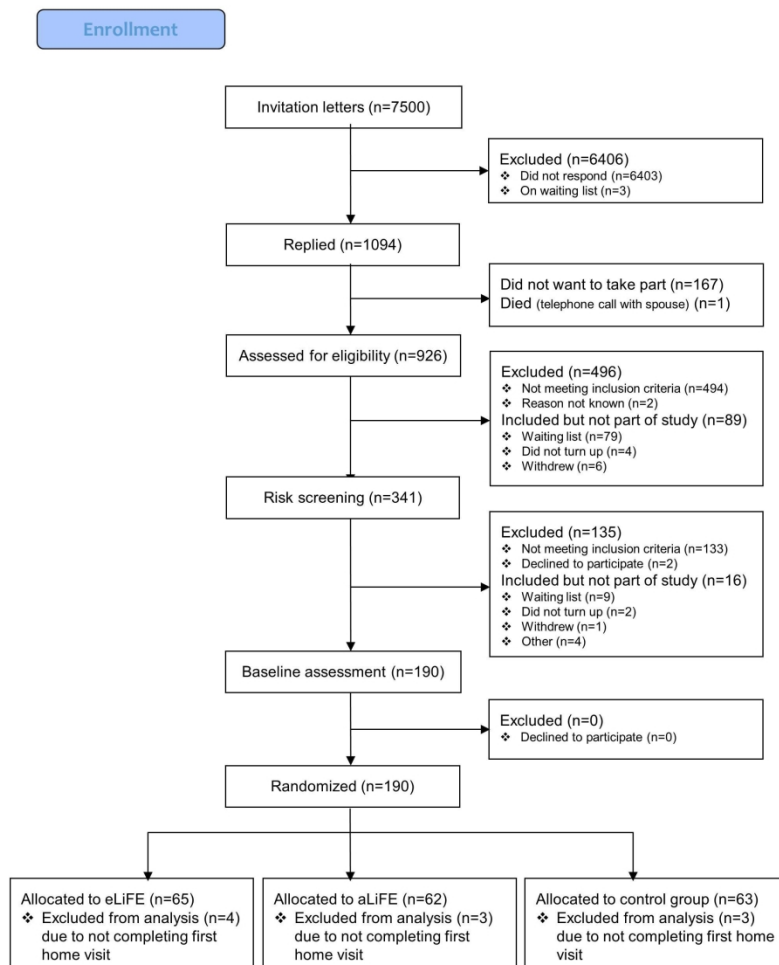 Enrollment
Invitation letters (n=7500)
Excluded (n=6406)
❖ Did not respond (n=6403)
❖ On waiting list (n=3)
Replied (n=1094)
Did not want to take part (n=167)
Died (telephone call with spouse) (n=1)
Assessed for eligibility (n=926)
Excluded (n=496)
❖ Not meeting inclusion criteria (n=494)
❖ Reason not known (n=2)
Included but not part of study (n=89)
❖ Waiting list (n=79)
❖ Did not turn up (n=4)
❖ Withdrew (n=6)
Risk screening (n=341)
Excluded (n=135)
❖ Not meeting inclusion criteria (n=133)
❖ Declined to participate (n=2)
Included but not part of study (n=16)
❖ Waiting list (n=9)
❖ Did not turn up (n=2)
❖ Withdrew (n=1)
❖ Other (n=4)
Baseline assessment (n=190)
Excluded (n=0)
❖ Declined to participate (n=0)
Randomized (n=190)
Allocated to eLiFE (n=65)
❖ Excluded from analysis (n=4)
due to not completing first
home visit
Allocated to aLiFE (n=62)
❖ Excluded from analysis (n=3)
due to not completing first
home visit
Allocated to control group (n=63)
❖ Excluded from analysis (n=3)
due to not completing first home
visit